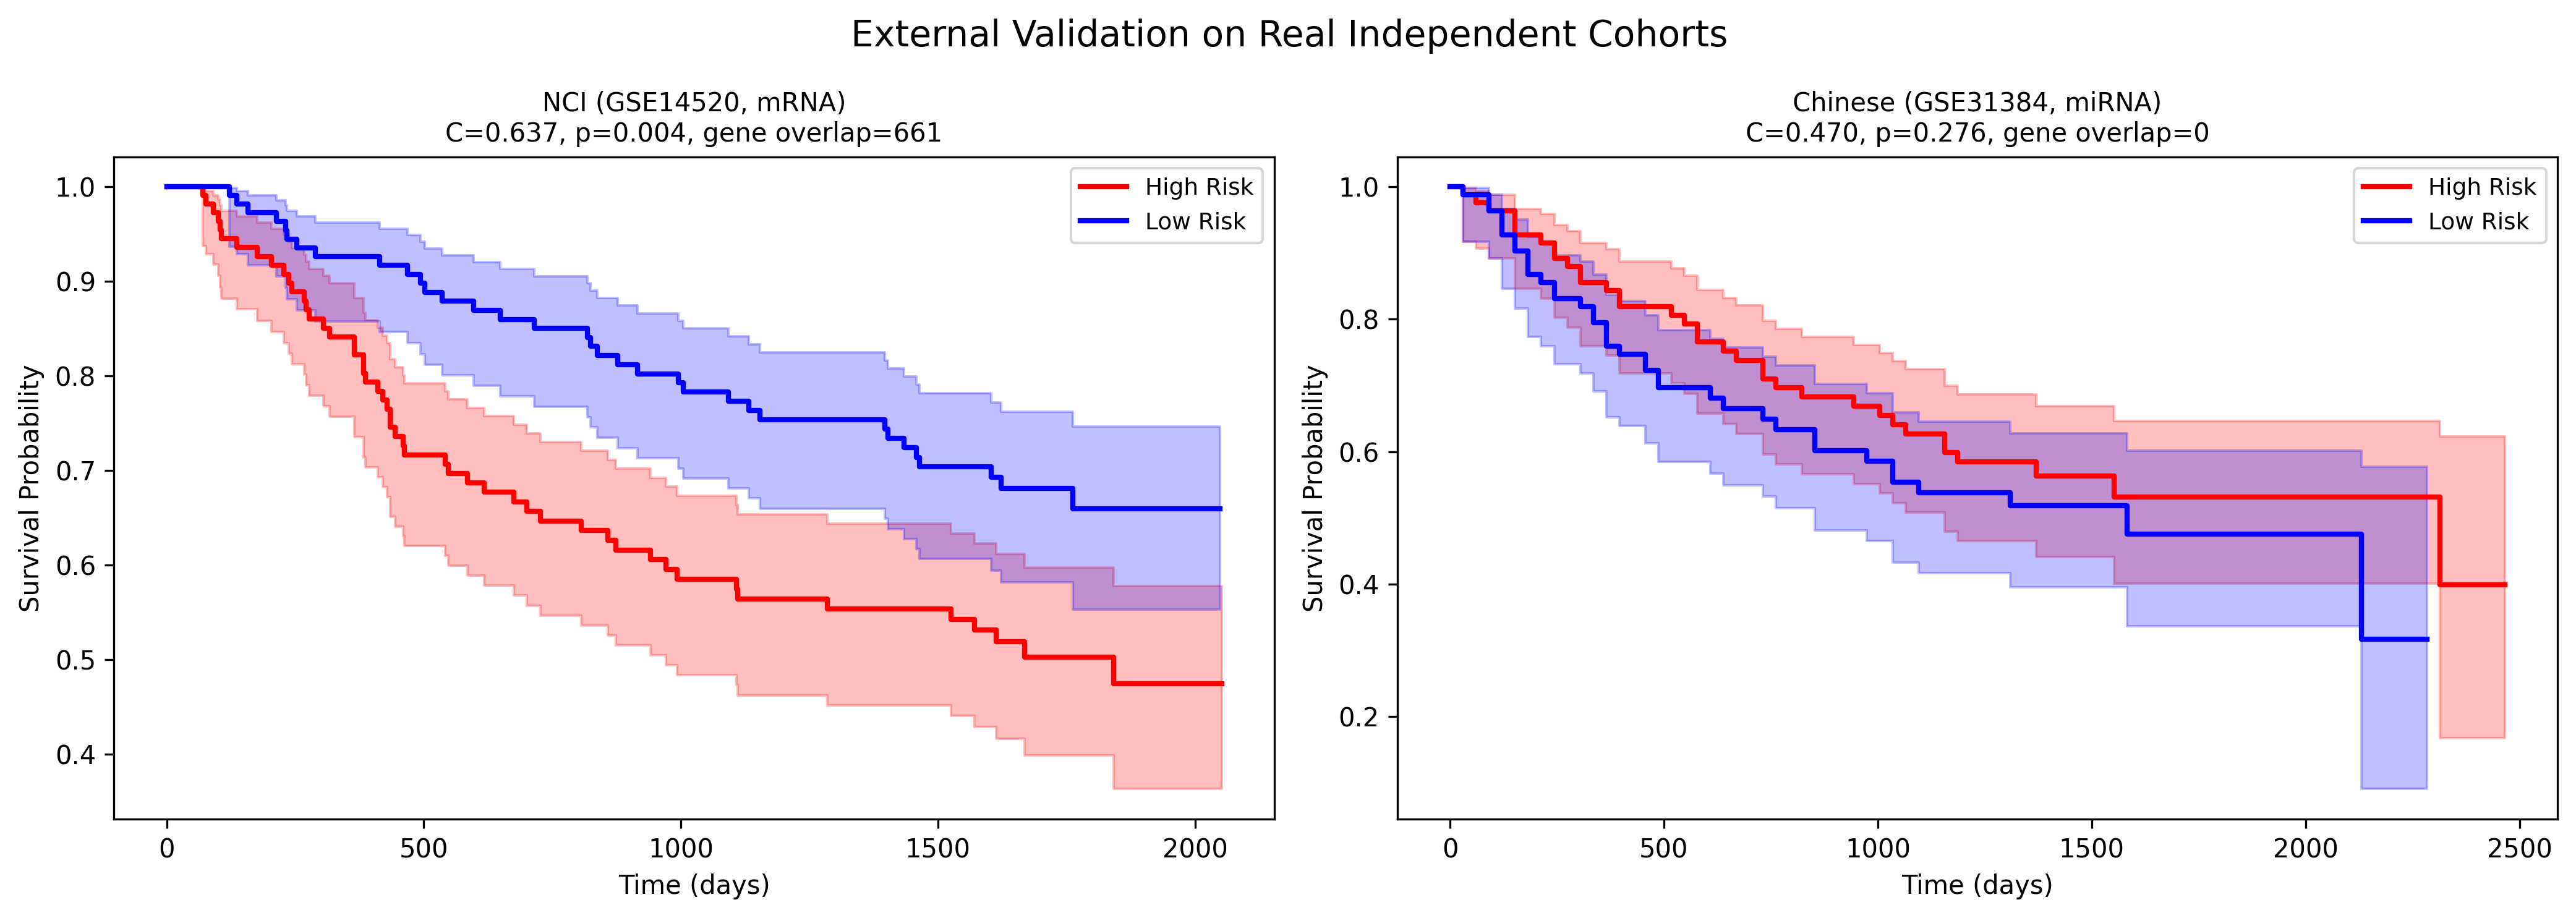 External Validation on Real Independent Cohorts
NCI (GSE14520, mRNA)
C=0.637, p=0.004, gene overlap=661
High Risk
Low Risk
1.0
0.9
0.8
0.7
0.6
0.5
0.4
Survival Probability
0
500
1000
1500
2000
Time (days)
Chinese (GSE31384, miRNA)
C=0.470, p=0.276, gene overlap=0
High Risk
Low Risk
1.0
0.8
0.6
0.4
0.2
Survival Probability
0
500
1000
1500
2000
2500
Time (days)